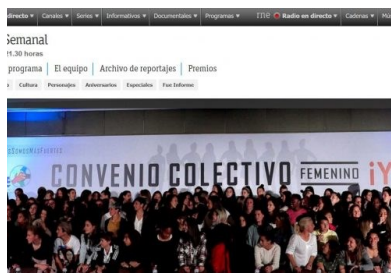 directo Canales Series Informativos Documentales Programas rne Radio en directo Cadenas
Semanal
21.30 horas
programa El equipo Archivo de reportajes Premios
Cultura Personajes Aniversarios Especiales Fue Informe
CONVENIO COLECTIVO FEMENINO ¡Y